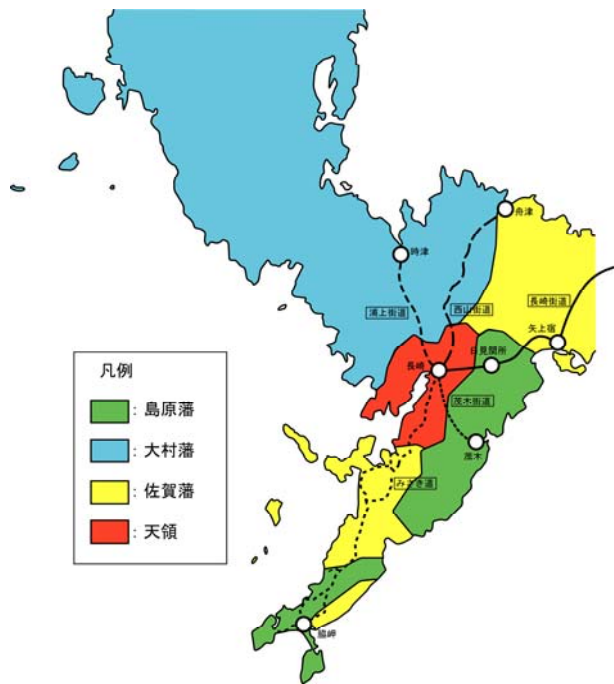 舟津
時津
長崎街道
浦上街道
西山街道
矢上宿
日見関所
長崎
茂木街道
茂木
みさき道
脇岬
凡例
：島原藩
：大村藩
：佐賀藩
：天領